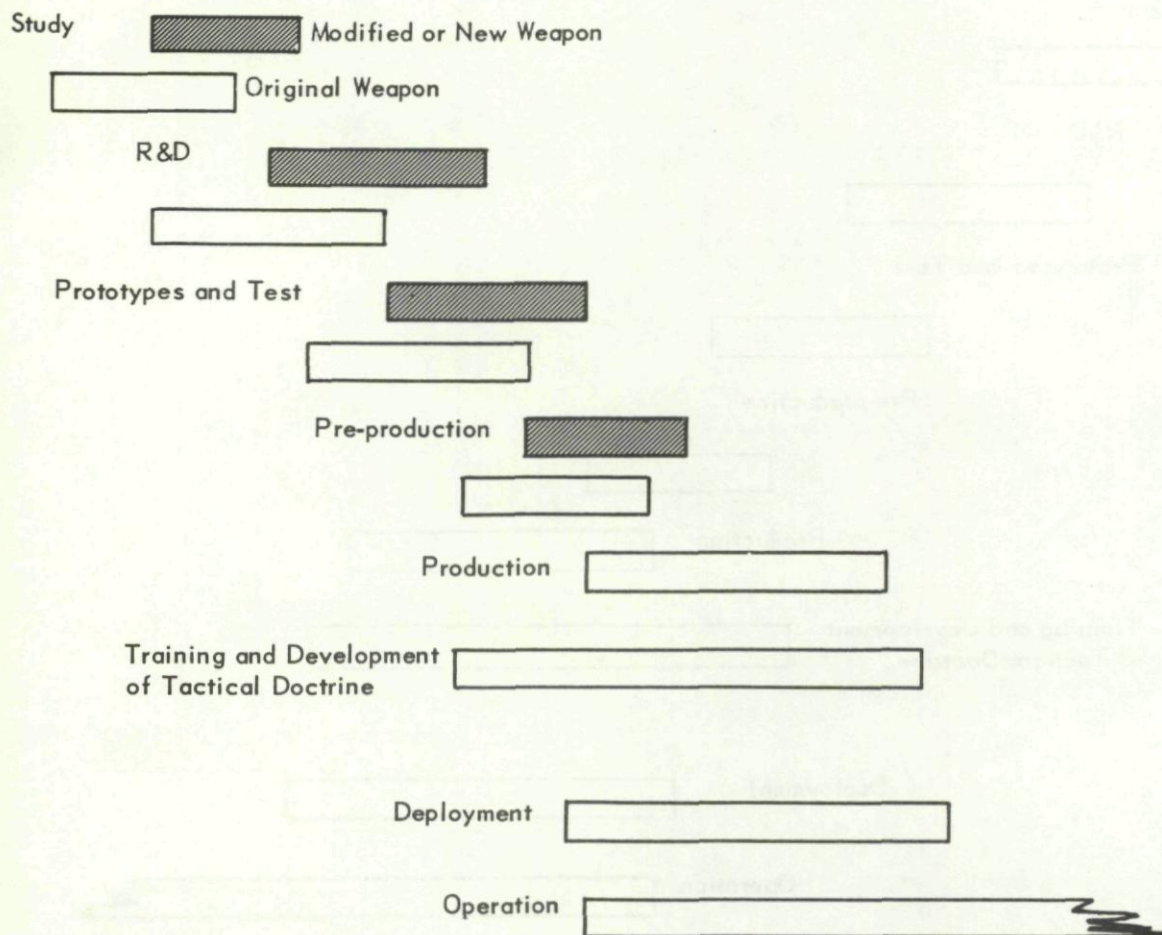 Study
Modified or New Weapon
Original Weapon
R&D
Prototypes and Test
Pre-production
Production
Training and Development
of Tactical Doctrine
Deployment
Operation